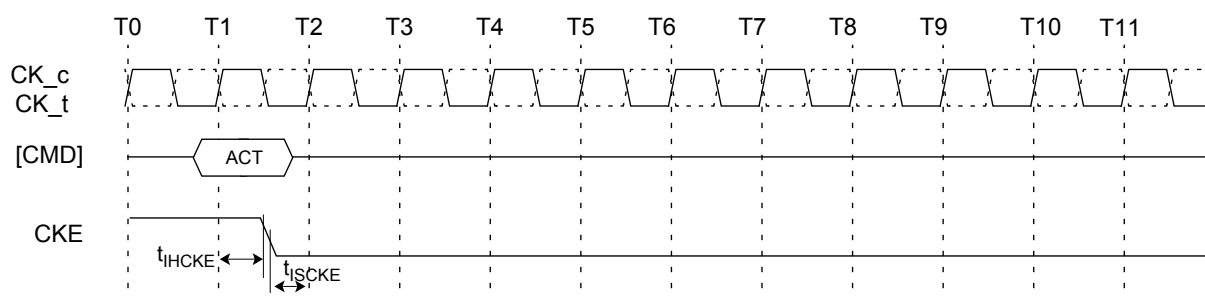 T0 T1 T2 T3 T4 T5 T6 T7 T8 T9 T10 T11
CK_c
CK_t
[CMD] ACT
CKE
tIHCKE
tISCKE